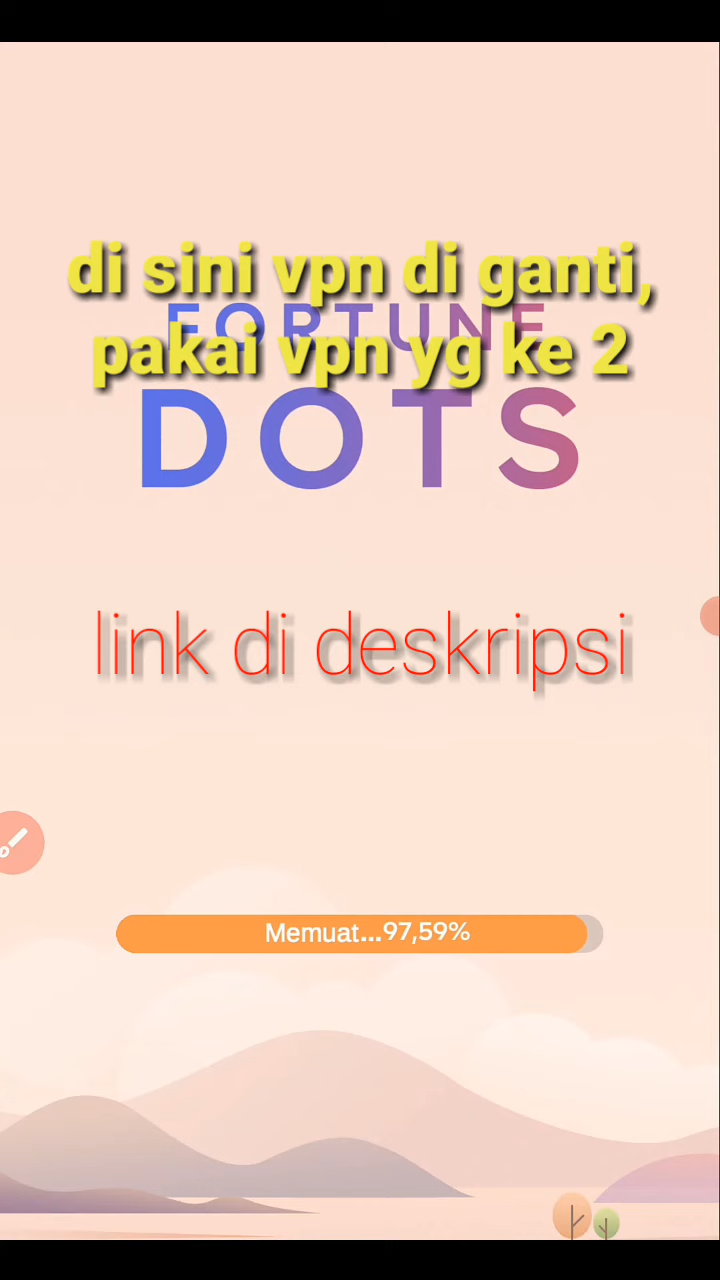 di sini vpn di ganti,
FORTUNE
pakai vpn yg ke 2
DOTS
link di deskripsi
Memuat...97,59%